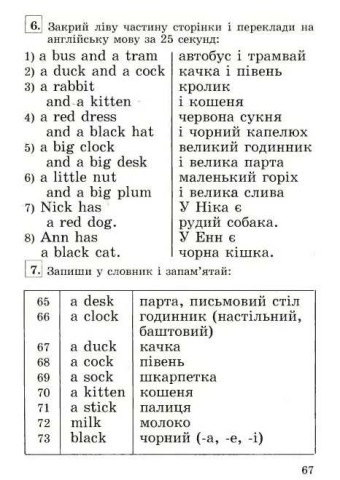 6. Закрий ліву частину сторінки і переклади на
англійську мову за 25 секунд:
1) a bus and a tram автобус і трамвай
2) a duck and a cock качка і півень
3) a rabbit кролик
and a kitten і кошеня
4) a red dress червона сукня
and a black hat і чорний капелюх
5) a big clock великий годинник
and a big desk і велика парта
6) a little nut маленький горіх
and a big plum і велика слива
7) Nick has У Ніка є
a red dog. рудий собака.
8) Ann has У Енн є
a black cat. чорна кішка.
7. Запиши у словник і запам'ятай:
65 a desk парта, письмовий стіл
66 a clock годинник (настільний,
баштовий)
67 a duck качка
68 a cock півень
69 a sock шкарпетка
70 a kitten кошеня
71 a stick палиця
72 milk молоко
73 black чорний (-а, -е, -і)
67